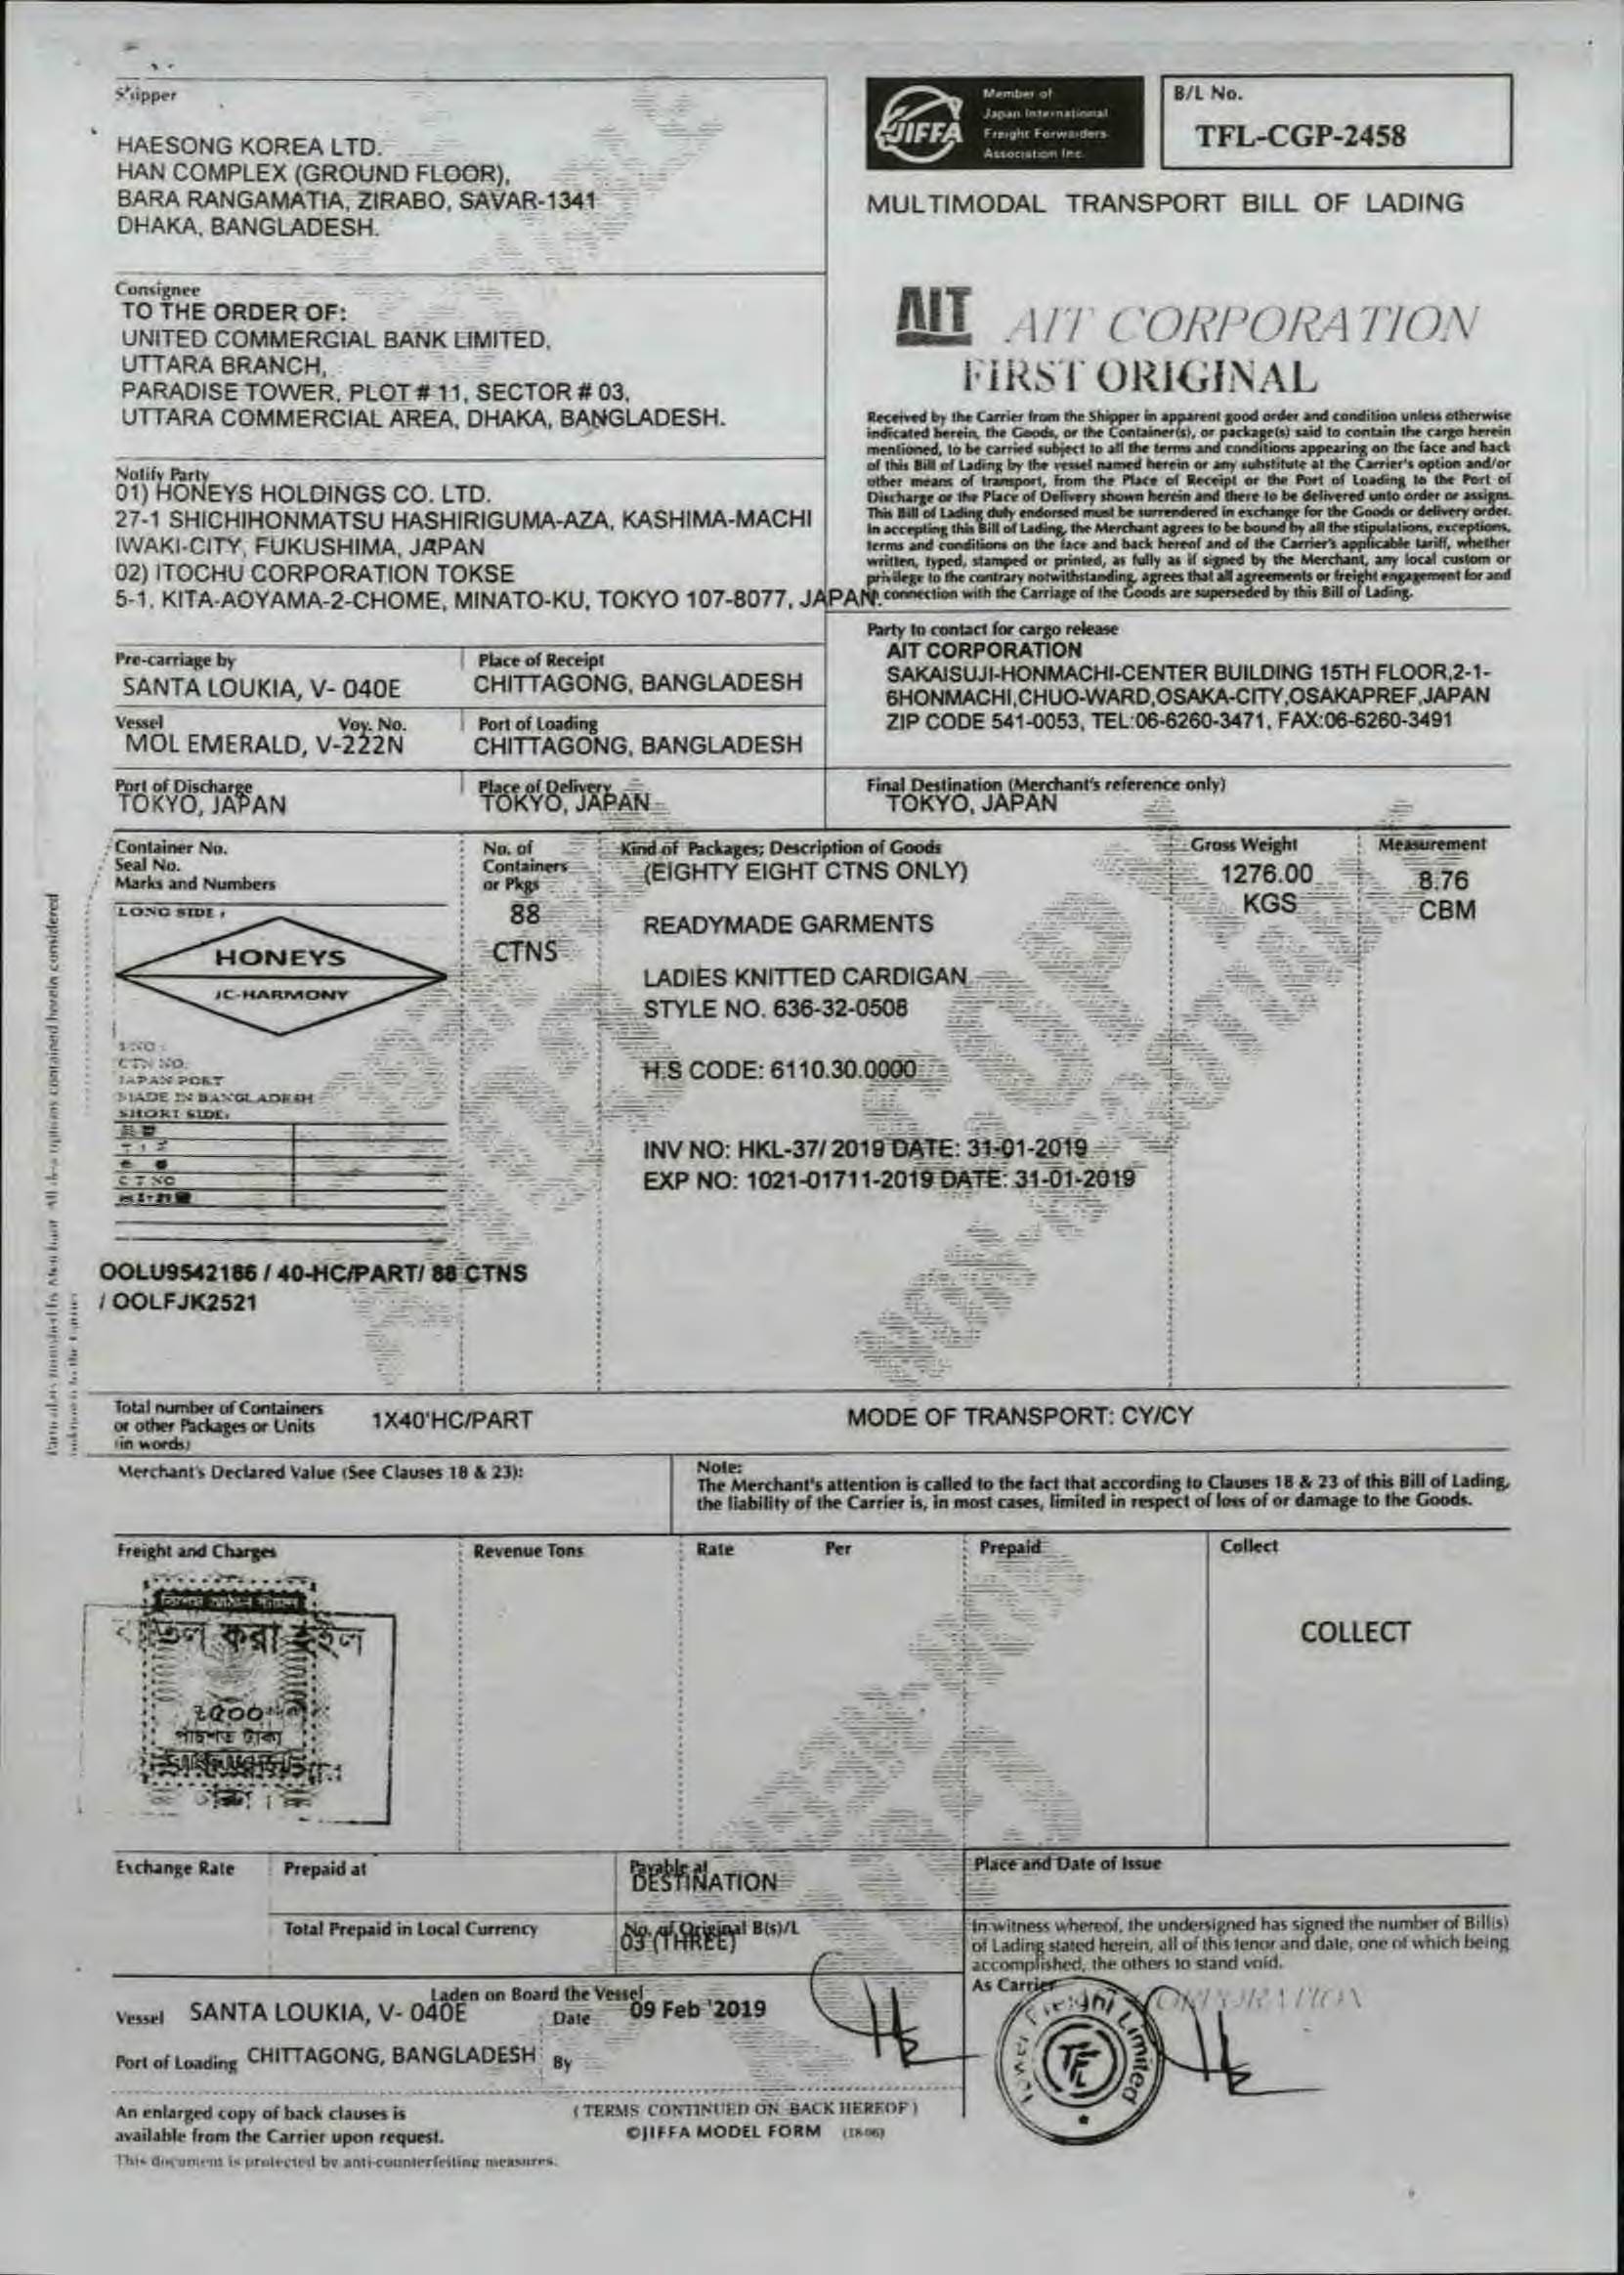 Shipper
HAESONG KOREA LTD.
HAN COMPLEX (GROUND FLOOR),
BARA RANGAMATIA, ZIRABO, SAVAR-1341
DHAKA, BANGLADESH.
JIFFA
Member of
Japan International
Freight Forwarders
Association Inc.
B/L No.
TFL-CGP-2458
MULTIMODAL TRANSPORT BILL OF LADING
Consignee
TO THE ORDER OF:
UNITED COMMERCIAL BANK LIMITED,
UTTARA BRANCH,
PARADISE TOWER, PLOT # 11, SECTOR # 03,
UTTARA COMMERCIAL AREA, DHAKA, BANGLADESH.
AIT AIT CORPORATION
FIRST ORIGINAL
Received by the Carrier from the Shipper in apparent good order and condition unless otherwise
indicated herein, the Goods, or the Container(s), or package(s) said to contain the cargo herein
mentioned, to be carried subject to all the terms and conditions appearing on the face and back
of this Bill of Lading by the vessel named herein or any substitute at the Carrier's option and/or
other means of transport, from the Place of Receipt or the Port of Loading to the Port of
Discharge or the Place of Delivery shown herein and there to be delivered unto order or assigns.
This Bill of Lading duly endorsed must be surrendered in exchange for the Goods or delivery order.
In accepting this Bill of Lading, the Merchant agrees to be bound by all the stipulations, exceptions,
terms and conditions on the face and back hereof and of the Carrier's applicable tariff, whether
written, typed, stamped or printed, as fully as if signed by the Merchant, any local custom or
privilege to the contrary notwithstanding, agrees that all agreements or freight engagement for and
connection with the Carriage of the Goods are superseded by this Bill of Lading.
Notify Party
01) HONEYS HOLDINGS CO. LTD.
27-1 SHICHIHONMATSU HASHIRIGUMA-AZA, KASHIMA-MACHI
IWAKI-CITY, FUKUSHIMA, JAPAN
02) ITOCHU CORPORATION TOKSE
5-1, KITA-AOYAMA-2-CHOME, MINATO-KU, TOKYO 107-8077, JAPAN.
Party to contact for cargo release
AIT CORPORATION
SAKAISUJI-HONMACHI-CENTER BUILDING 15TH FLOOR,2-1-
6HONMACHI,CHUO-WARD,OSAKA-CITY,OSAKAPREF,JAPAN
ZIP CODE 541-0053, TEL:06-6260-3471, FAX:06-6260-3491
Pre-carriage by
SANTA LOUKIA, V- 040E
Place of Receipt
CHITTAGONG, BANGLADESH
Vessel Voy. No.
MOL EMERALD, V-222N
Port of Loading
CHITTAGONG, BANGLADESH
Port of Discharge
TOKYO, JAPAN
Place of Delivery
TOKYO, JAPAN
Final Destination (Merchant's reference only)
TOKYO, JAPAN
Container No.
Seal No.
Marks and Numbers
No. of
Containers
or Pkgs
Kind of Packages; Description of Goods
Gross Weight
Measurement
(EIGHTY EIGHT CTNS ONLY)
1276.00
KGS
8.76
CBM
LONG SIDE :
HONEYS
JC-HARMONY
88
CTNS
READYMADE GARMENTS
LADIES KNITTED CARDIGAN
STYLE NO. 636-32-0508
CTN NO.
JAPAN PORT
MADE IN BANGLADESH
SHORT SIDE:
C T NO
H.S CODE: 6110.30.0000
INV NO: HKL-37/ 2019 DATE: 31-01-2019
EXP NO: 1021-01711-2019 DATE: 31-01-2019
OOLU9542186 / 40-HC/PART/ 88 CTNS
/ OOLFJK2521
Total number of Containers
or other Packages or Units
(in words)
1X40'HC/PART
MODE OF TRANSPORT: CY/CY
Merchant's Declared Value (See Clauses 18 & 23):
Note:
The Merchant's attention is called to the fact that according to Clauses 18 & 23 of this Bill of Lading,
the liability of the Carrier is, in most cases, limited in respect of loss of or damage to the Goods.
Freight and Charges
Revenue Tons
Rate
Per
Prepaid
Collect
COLLECT
বাতিল করা হইল
পাঁচশত টাকা
Exchange Rate
Prepaid at
Payable at
DESTINATION
Place and Date of Issue
Total Prepaid in Local Currency
No. of Original B(s)/L
03 (THREE)
In witness whereof, the undersigned has signed the number of Bill(s)
of Lading stated herein, all of this tenor and date, one of which being
accomplished, the others to stand void.
As Carrier
CORPORATION
Tower Freight Limited
TFL
Laden on Board the Vessel
Vessel SANTA LOUKIA, V- 040E
Date 09 Feb '2019
Port of Loading CHITTAGONG, BANGLADESH
By
An enlarged copy of back clauses is
available from the Carrier upon request.
(TERMS CONTINUED ON BACK HEREOF)
©JIFFA MODEL FORM
This document is protected by anti-counterfeiting measures.